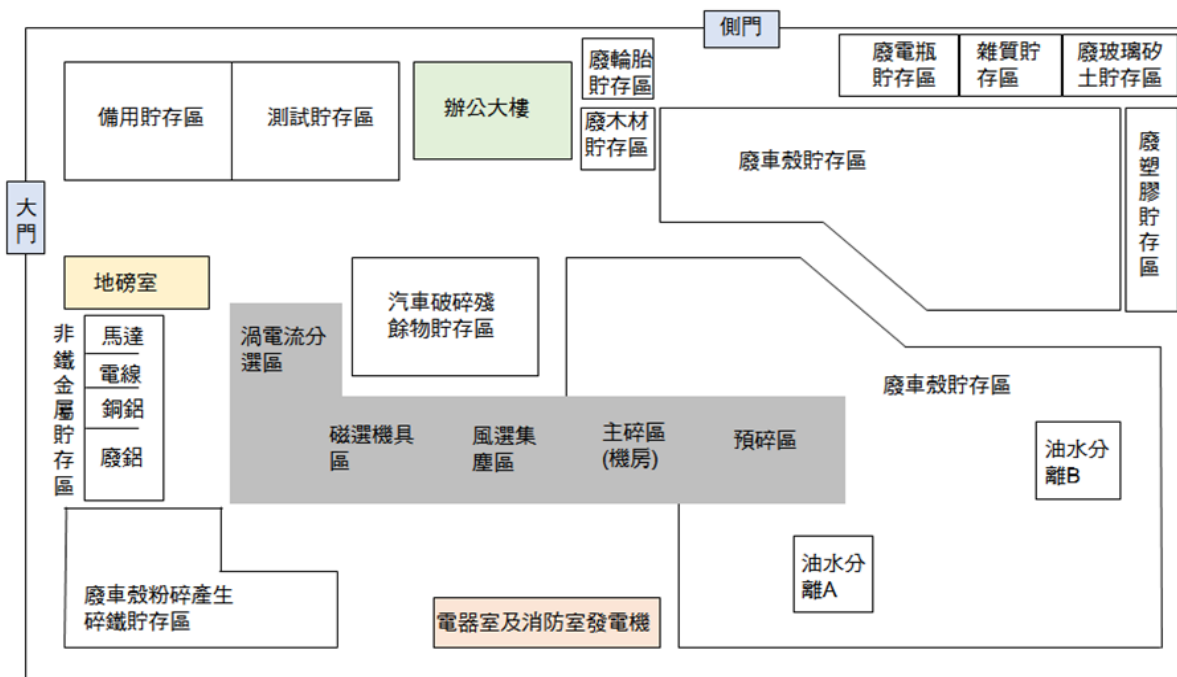 側門
廢輪胎
貯存區
廢電瓶
貯存區
雜質貯
存區
廢玻璃矽
土貯存區
備用貯存區
測試貯存區
辦公大樓
廢木材
貯存區
廢車殼貯存區
廢塑膠貯存區
大門
地磅室
汽車破碎殘
餘物貯存區
非鐵金屬貯存區
馬達
電線
銅鋁
廢鋁
渦電流分
選區
廢車殼貯存區
磁選機具
區
風選集
塵區
主碎區
(機房)
預碎區
油水分
離B
油水分
離A
廢車殼粉碎產生
碎鐵貯存區
電器室及消防室發電機